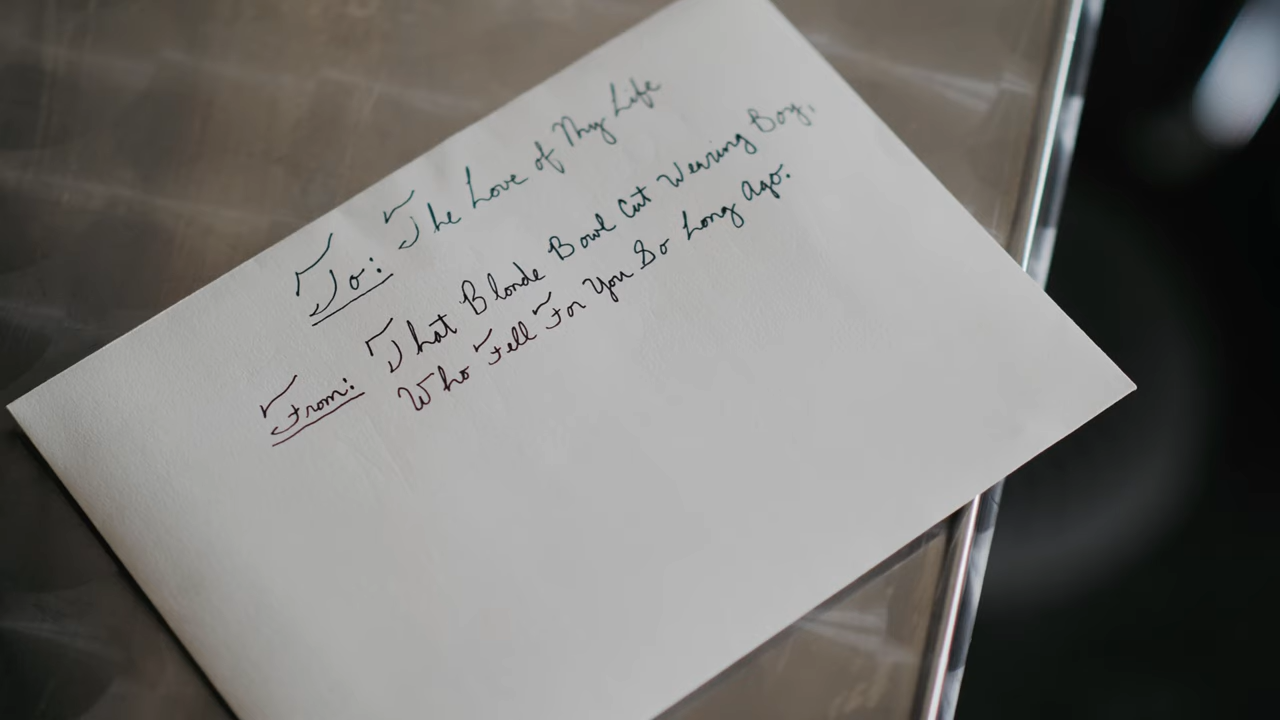 To: The Love of My Life
From: That Blonde Bowl Cut Wearing Boy,
Who Fell For You So Long Ago.